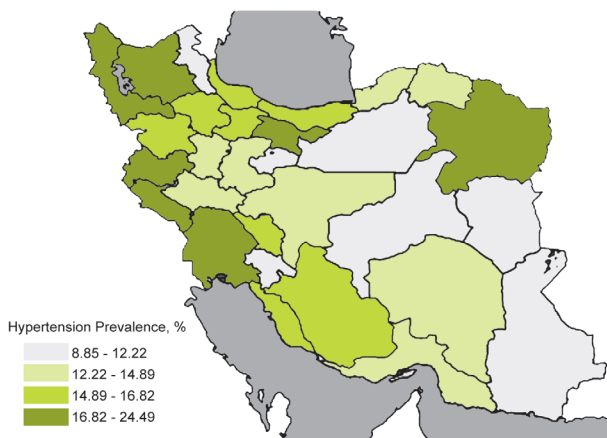 Hypertension Prevalence, %
8.85 - 12.22
12.22 - 14.89
14.89 - 16.82
16.82 - 24.49